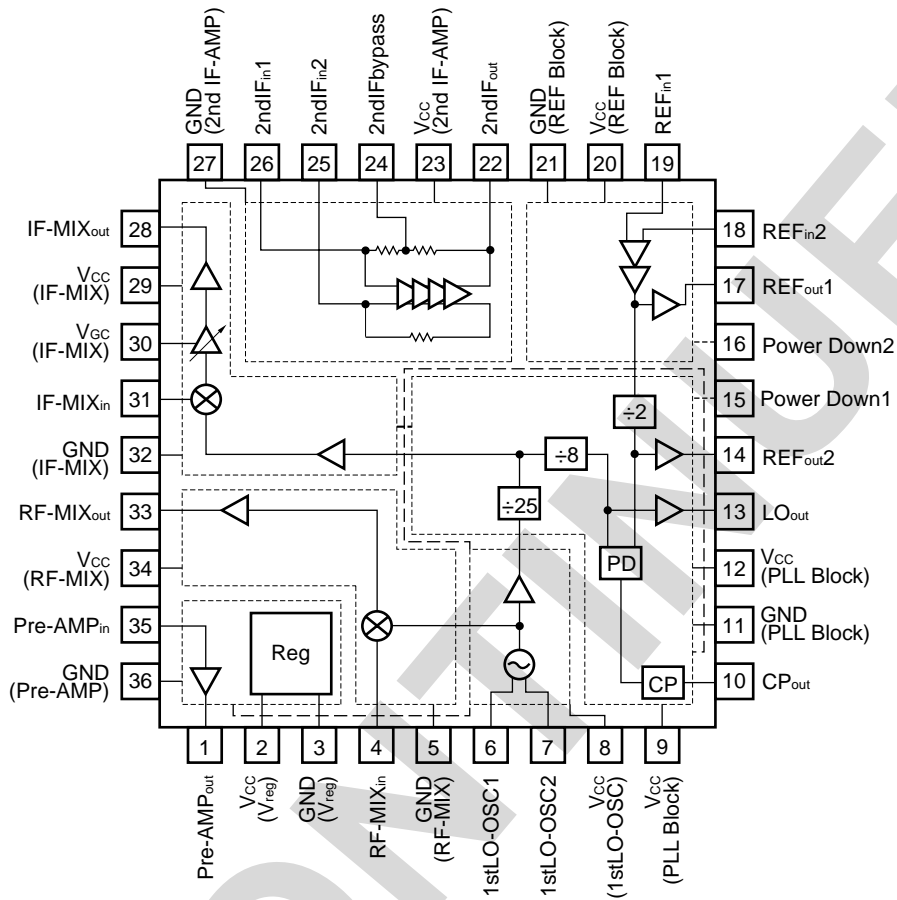 GND
(2nd IF-AMP)
2ndIFin1
2ndIFin2
2ndIFbypass
VCC
(2nd IF-AMP)
2ndIFout
GND
(REF Block)
VCC
(REF Block)
REFin1
27
26
25
24
23
22
21
20
19
IF-MIXout
28
VCC
(IF-MIX)
29
VGC
(IF-MIX)
30
IF-MIXin
31
GND
(IF-MIX)
32
RF-MIXout
33
VCC
(RF-MIX)
34
Pre-AMPin
35
GND
(Pre-AMP)
36
18
REFin2
17
REFout1
16
Power Down2
15
Power Down1
14
REFout2
13
LOout
12
VCC
(PLL Block)
11
GND
(PLL Block)
10
CPout
÷2
÷8
÷25
PD
Reg
CP
1
2
3
4
5
6
7
8
9
Pre-AMPout
VCC
(Vreg)
GND
(Vreg)
RF-MIXin
GND
(RF-MIX)
1stLO-OSC1
1stLO-OSC2
VCC
(1stLO-OSC)
VCC
(PLL Block)
ONTINUE